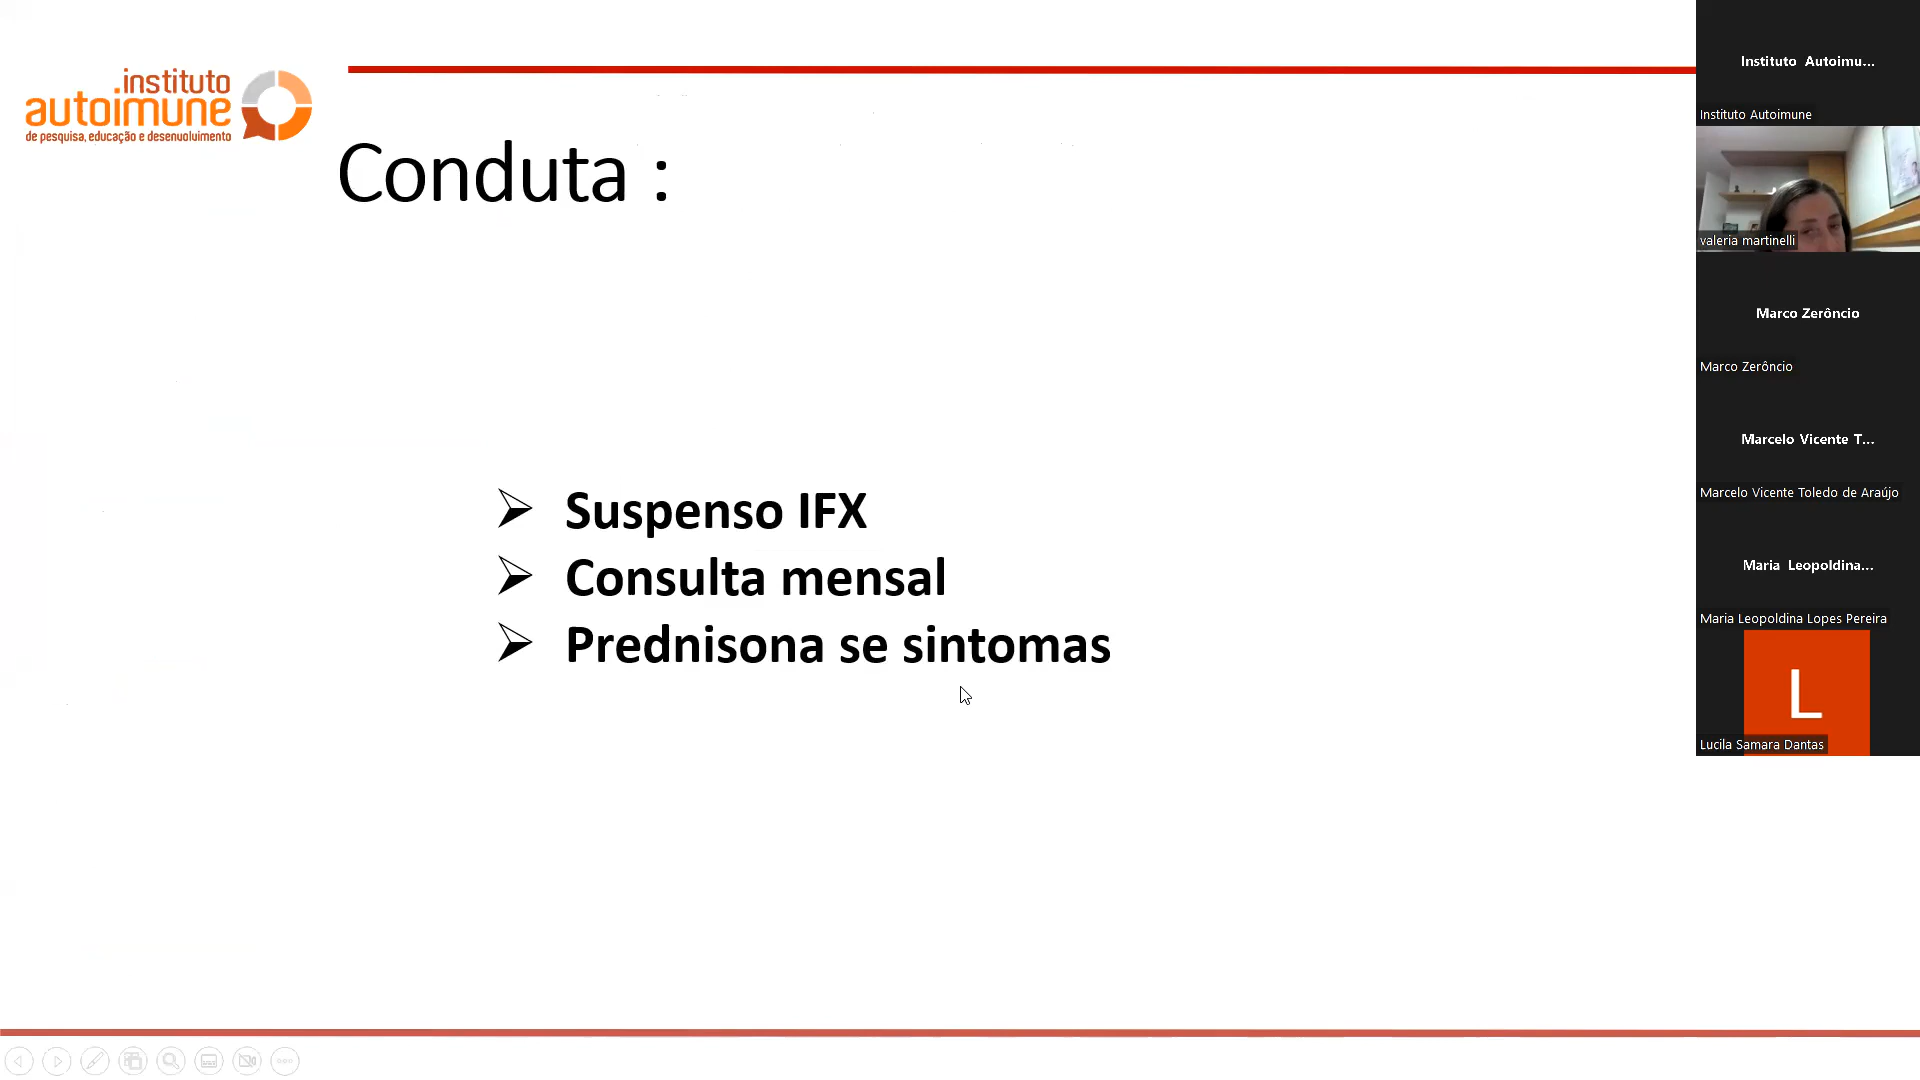 instituto
autoimune
de pesquisa, educação e desenvolvimento
Conduta :
Suspenso IFX
Consulta mensal
Prednisona se sintomas
Instituto Autoimu...
Instituto Autoimune
valeria martinelli
Marco Zerôncio
Marco Zerôncio
Marcelo Vicente T...
Marcelo Vicente Toledo de Araújo
Maria Leopoldina...
Maria Leopoldina Lopes Pereira
L
Lucila Samara Dantas